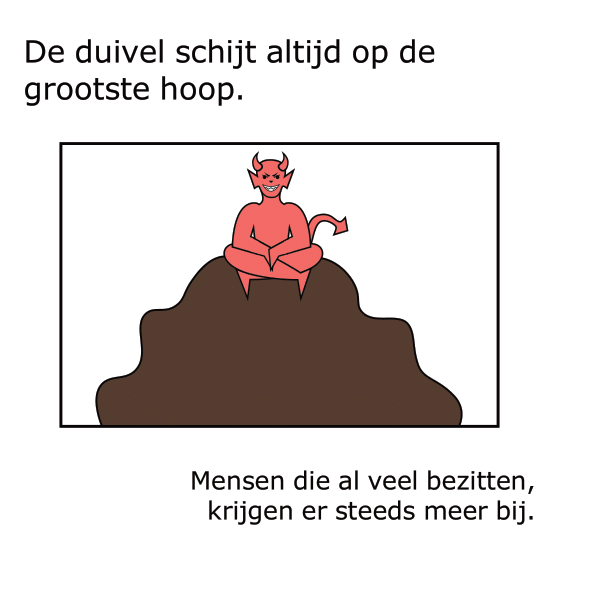 De duivel schijt altijd op de
grootste hoop.
Mensen die al veel bezitten,
krijgen er steeds meer bij.